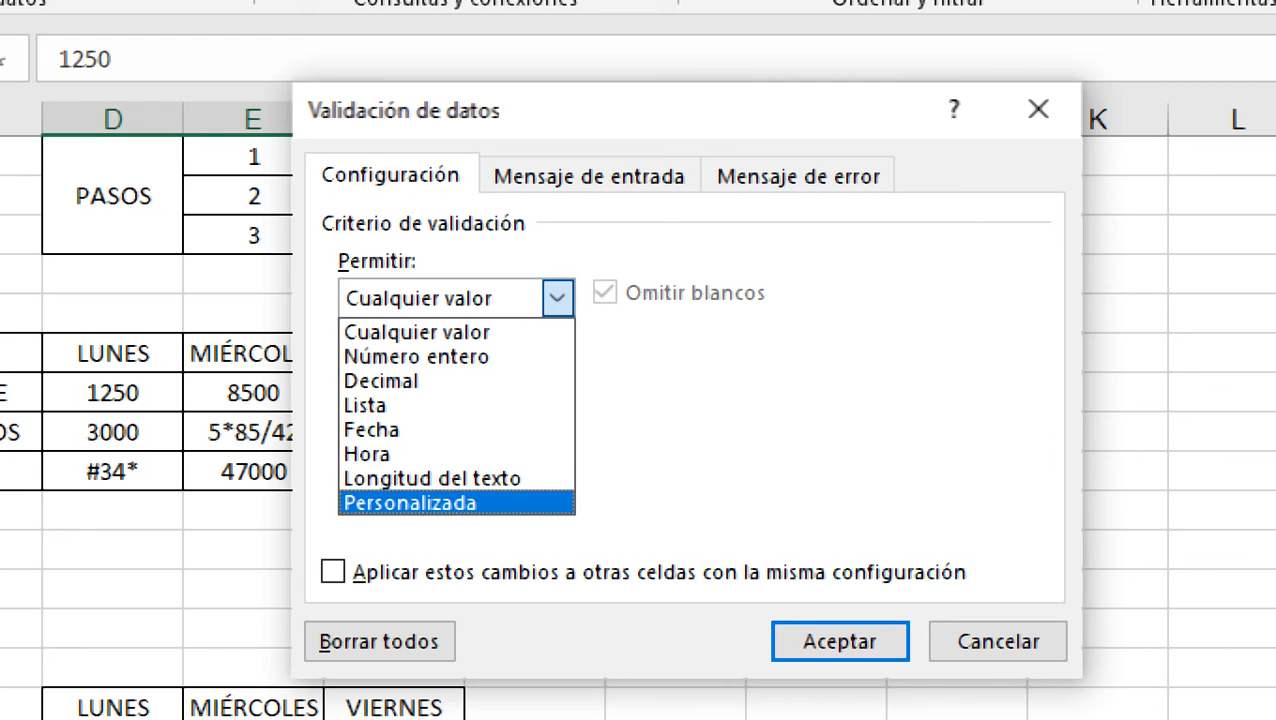 Consultas y conexiones
Ordenar y filtrar
1250
Validación de datos
?
D E K L
Configuración Mensaje de entrada Mensaje de error
PASOS
1
2
3
Criterio de validación
Permitir:
Cualquier valor
Omitir blancos
Cualquier valor
Número entero
Decimal
Lista
Fecha
Hora
Longitud del texto
Personalizada
LUNES MIÉRCOL
E 1250 8500
OS 3000 5*85/42
#34* 47000
Aplicar estos cambios a otras celdas con la misma configuración
Borrar todos Aceptar Cancelar
LUNES MIÉRCOLES VIERNES